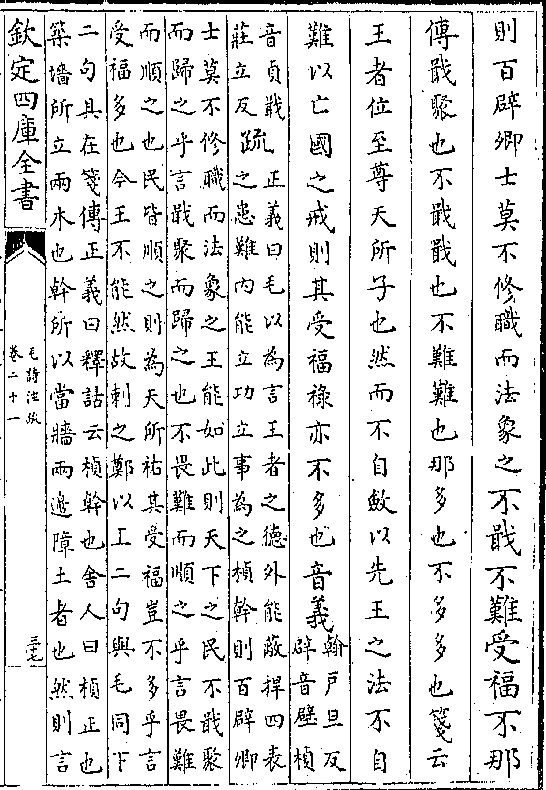 則百辟卿士莫不修職而法象之不戢不難受福不那
傳戢聚也不戢戢也不難難也那多也不多多也箋云
王者位至尊天所子也然而不自斂以先王之法不自
難以亡國之戒則其受福祿亦不多也音義
翰戸旦反
辟音壁楨
音貞戢
莊立反
疏
正義曰毛以為言王者之德外能蔽捍四表
之患難内能立功立事為之楨幹則百辟卿
士莫不修職而法象之王能如此則天下之民不戢聚
而歸之乎言戢聚而歸之也不畏難而順之乎言畏難
而順之也民皆順之則為天所祐其受福豈不多乎言
受福多也今王不能然故刺之鄭以上二句與毛同下
二句具在箋傳正義曰釋詁云楨幹也舍人曰楨正也
築墻所立兩木也幹所以當牆兩邊障土者也然則言
欽定四庫全書
毛詩注疏
卷二十一
三七